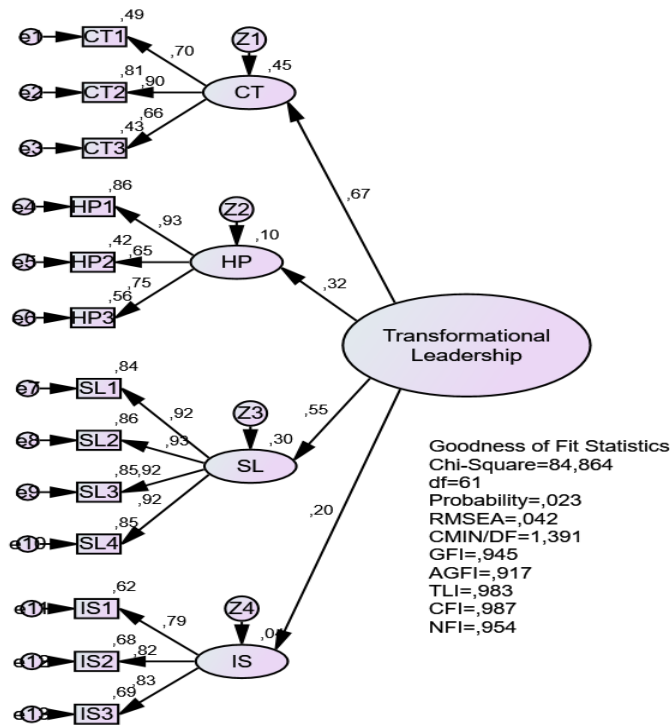 ,49
e1 CT1 Z1 ,45
,70
,81
e2 CT2 ,90 CT
,66
,43
e3 CT3
,67
,86
e4 HP1 Z2
,93 ,10
,42
e5 HP2 ,65 HP
,75 ,32
,56
e6 HP3
Transformational
Leadership
,84
e7 SL1
,92 Z3 ,55
,86
e8 SL2 ,93 ,30
SL
,85 ,92
e9 SL3
,92
,85
e10 SL4
,20
Goodness of Fit Statistics
Chi-Square=84,864
df=61
Probability=,023
RMSEA=,042
CMIN/DF=1,391
GFI=,945
AGFI=,917
TLI=,983
CFI=,987
NFI=,954
,62
e11 IS1 Z4
,79
,68
e12 IS2 ,82 IS
,83
,69
e13 IS3